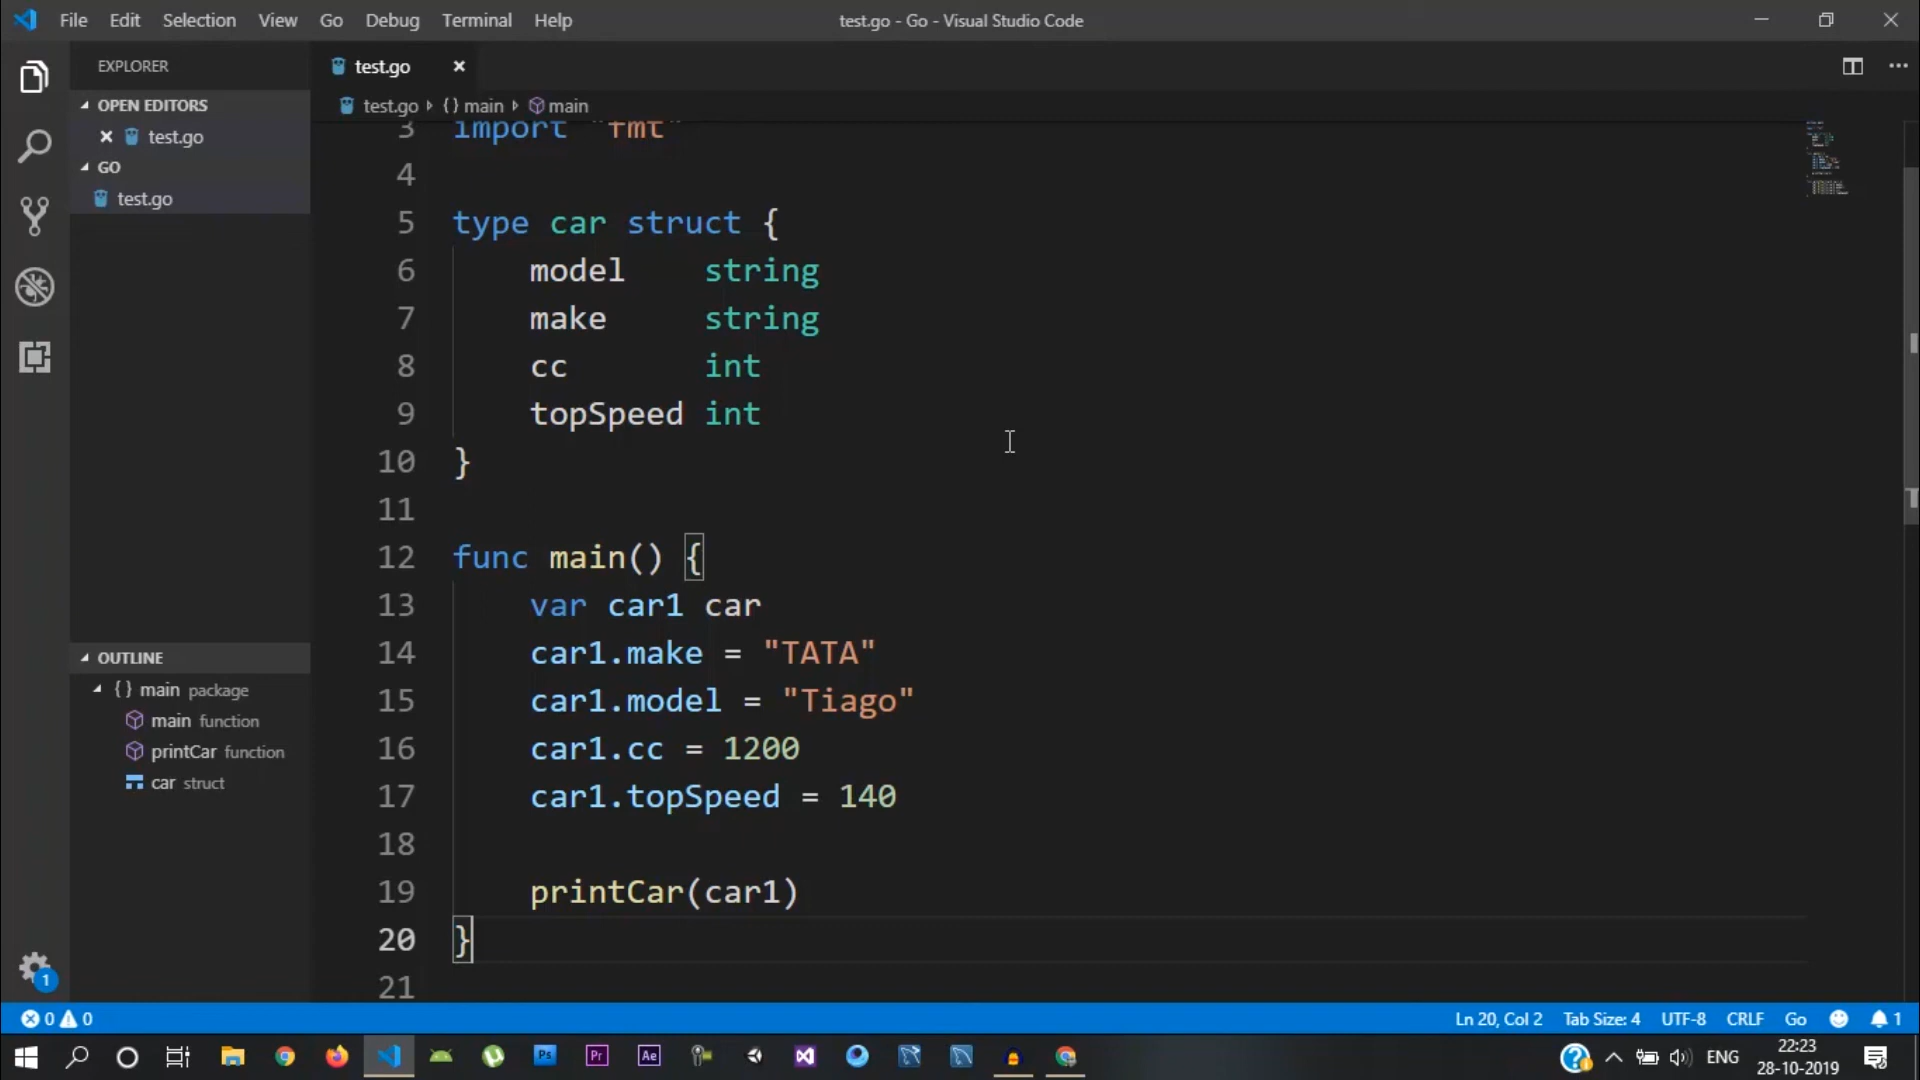 File Edit Selection View Go Debug Terminal Help
test.go - Go - Visual Studio Code
EXPLORER
OPEN EDITORS
test.go
GO
test.go
OUTLINE
{} main package
main function
printCar function
car struct
test.go
test.go {} main main
3 import "fmt"
4
5 type car struct {
6 model string
7 make string
8 cc int
9 topSpeed int
10 }
11
12 func main() {
13 var car1 car
14 car1.make = "TATA"
15 car1.model = "Tiago"
16 car1.cc = 1200
17 car1.topSpeed = 140
18
19 printCar(car1)
20 }
21
1
0 0
Ln 20, Col 2 Tab Size: 4 UTF-8 CRLF Go 1
Ps Pr Ae
ENG
22:23
28-10-2019